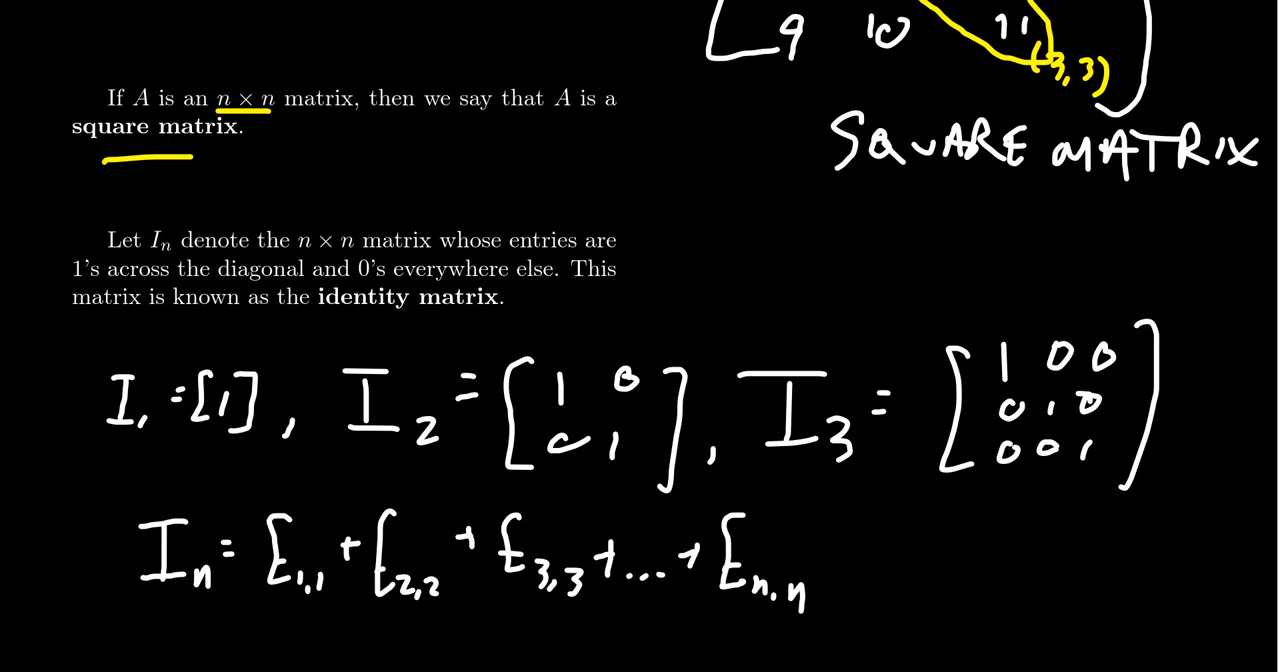 9 10 11
(3,3)
If A is an n × n matrix, then we say that A is a
square matrix.
SQUARE MATRIX
Let Iₙ denote the n × n matrix whose entries are
1's across the diagonal and 0's everywhere else. This
matrix is known as the identity matrix.
I₁ = [1], I₂ = [1 0
0 1], I₃ = [1 0 0
0 1 0
0 0 1]
Iₙ = E₁,₁ + E₂,₂ + E₃,₃ + ... + Eₙ,ₙ